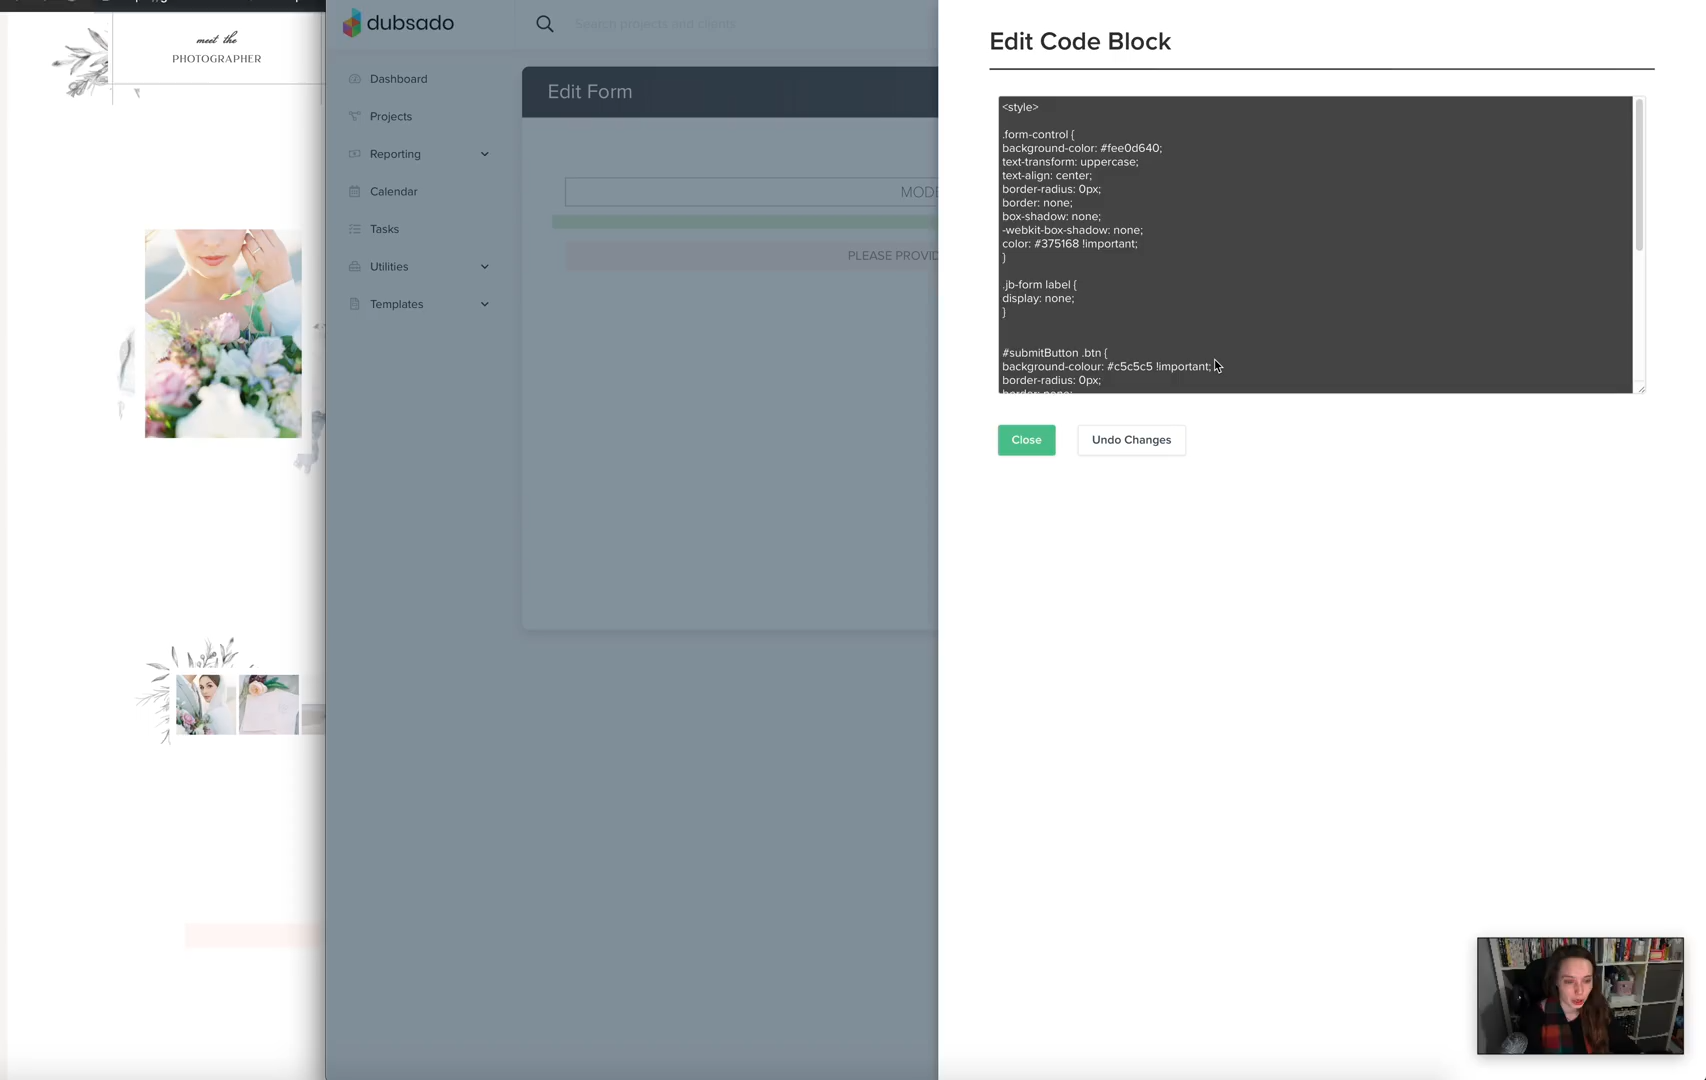 meet the
PHOTOGRAPHER
dubsado
Search projects and clients
Dashboard
Projects
Reporting
Calendar
Tasks
Utilities
Templates
Edit Form
MODE
PLEASE PROVID
Edit Code Block
<style>
.form-control {
background-color: #fee0d640;
text-transform: uppercase;
text-align: center;
border-radius: 0px;
border: none;
box-shadow: none;
-webkit-box-shadow: none;
color: #375168 !important;
}
.jb-form label {
display: none;
}
#submitButton .btn {
background-colour: #c5c5c5 !important;
border-radius: 0px;
border: none;
Close
Undo Changes